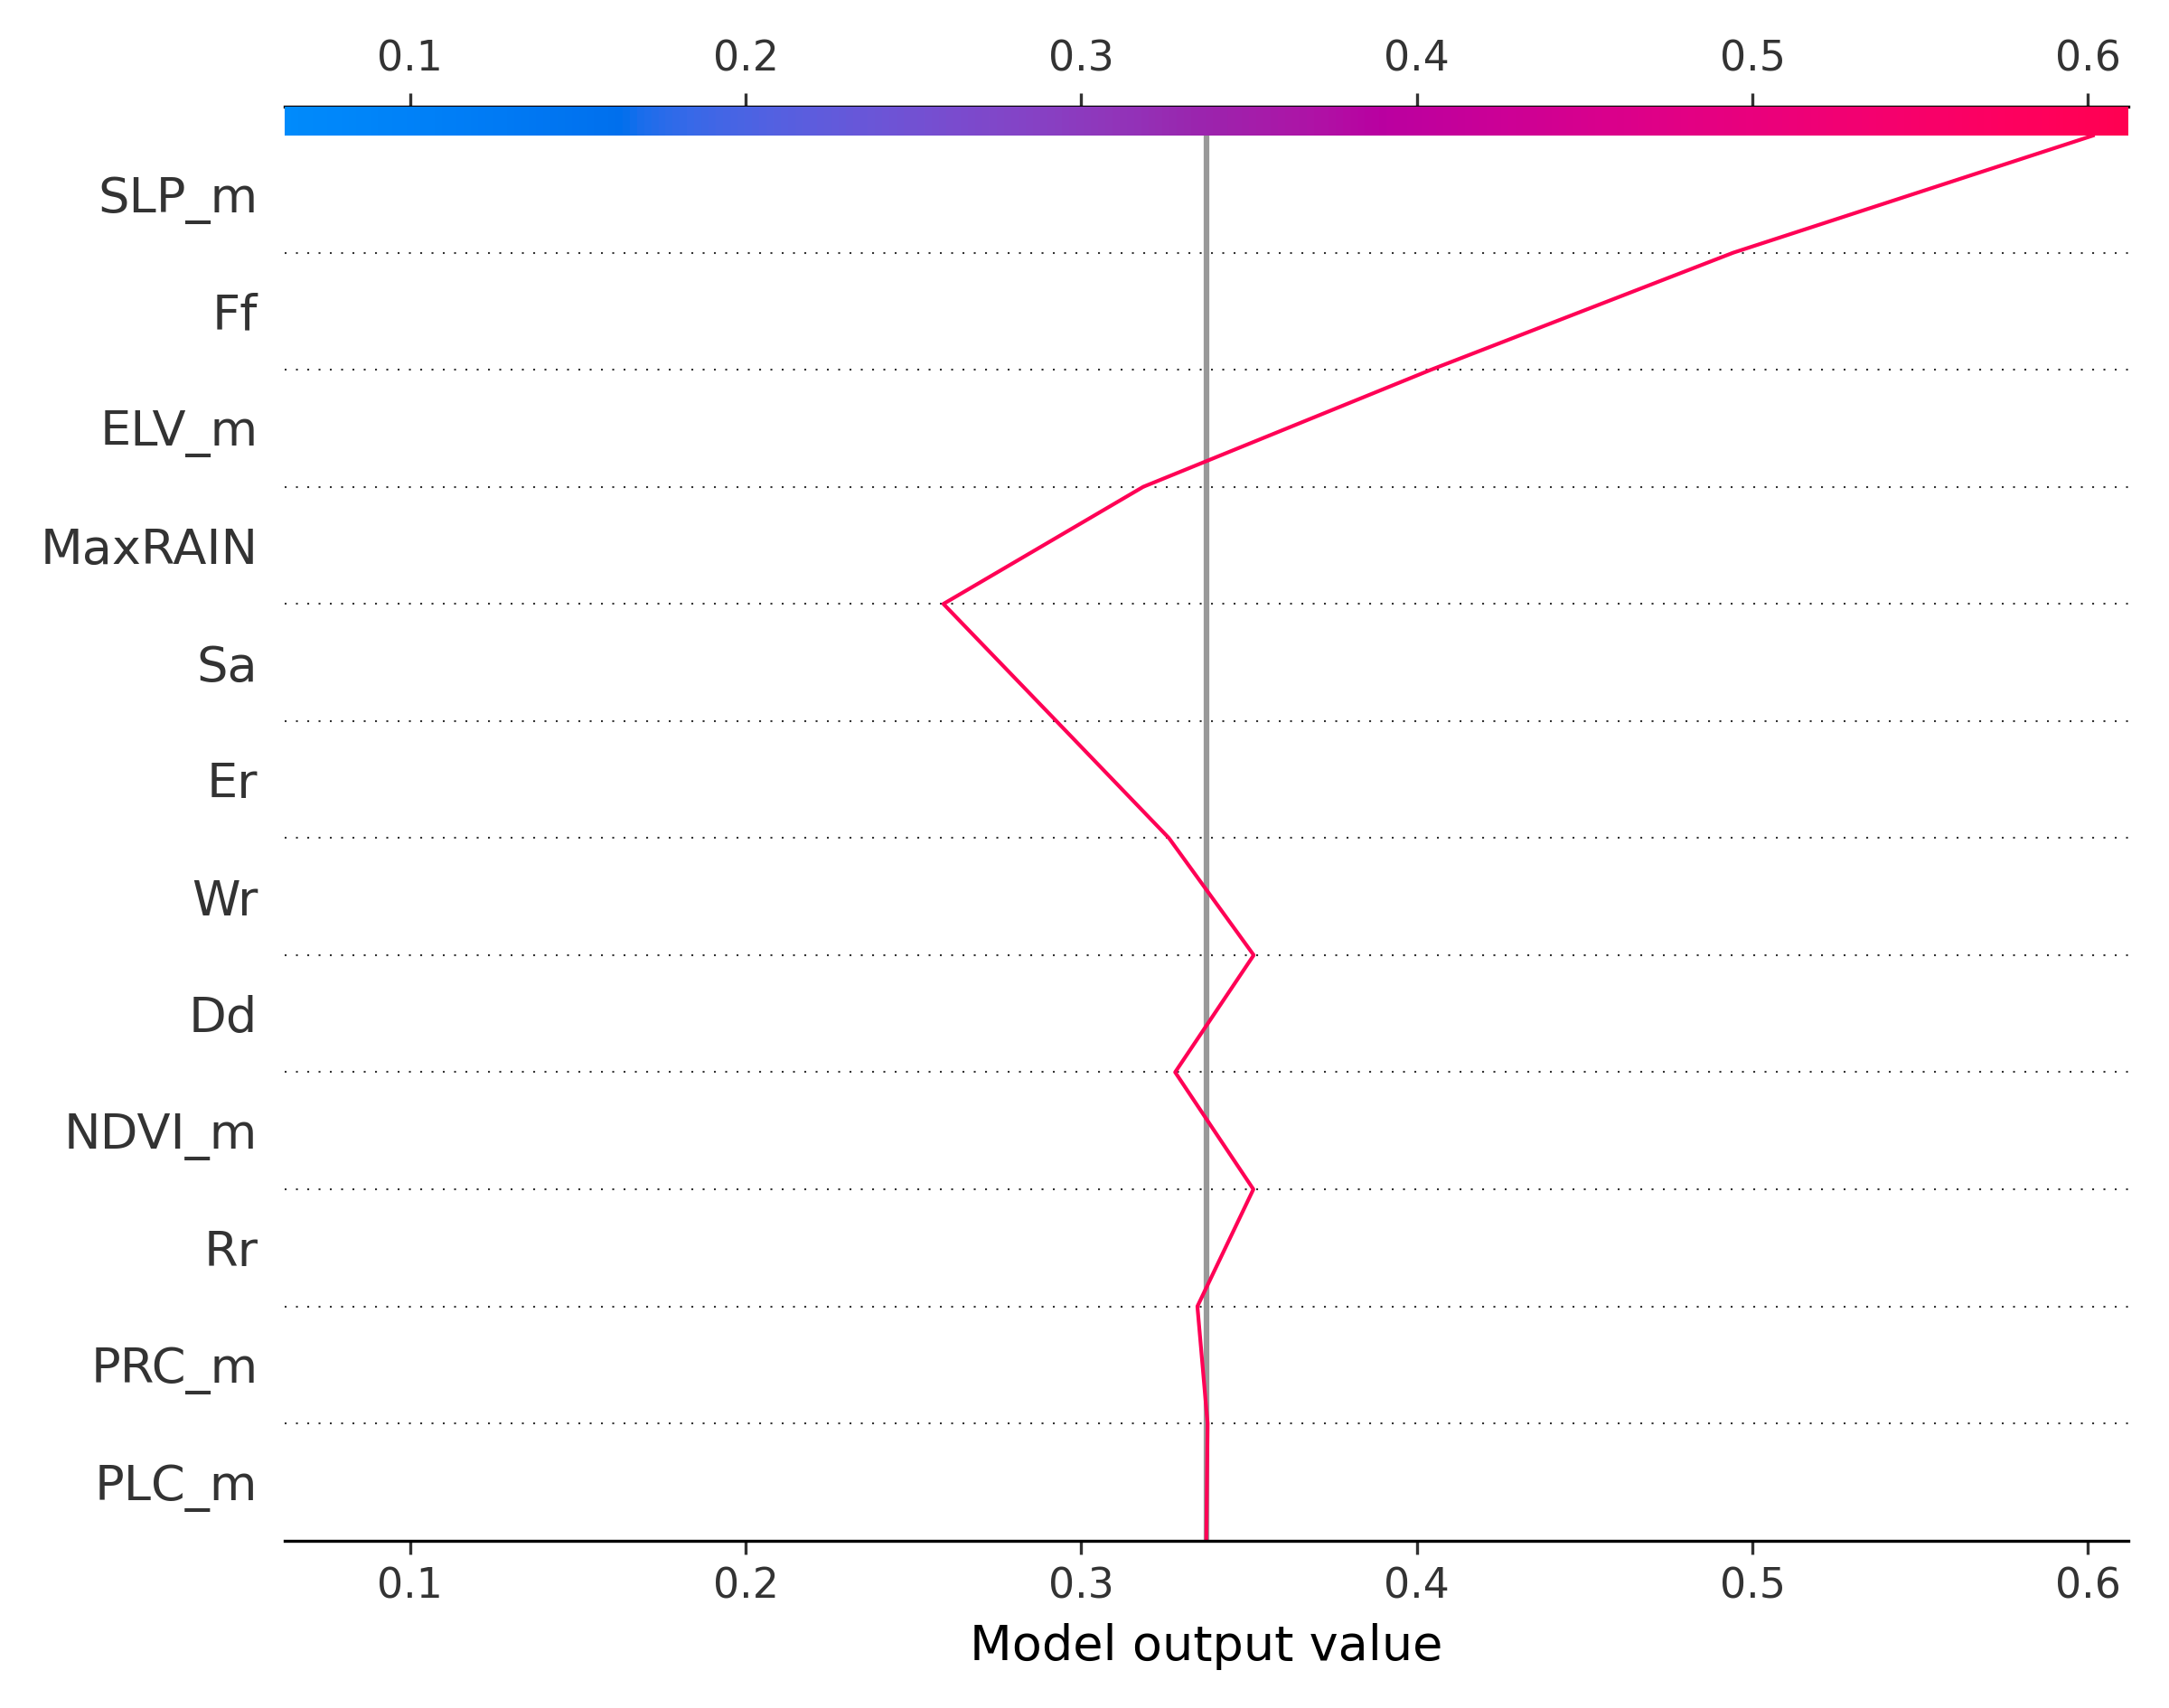 0.1 0.2 0.3 0.4 0.5 0.6
SLP_m
Ff
ELV_m
MaxRAIN
Sa
Er
Wr
Dd
NDVI_m
Rr
PRC_m
PLC_m
0.1 0.2 0.3 0.4 0.5 0.6
Model output value